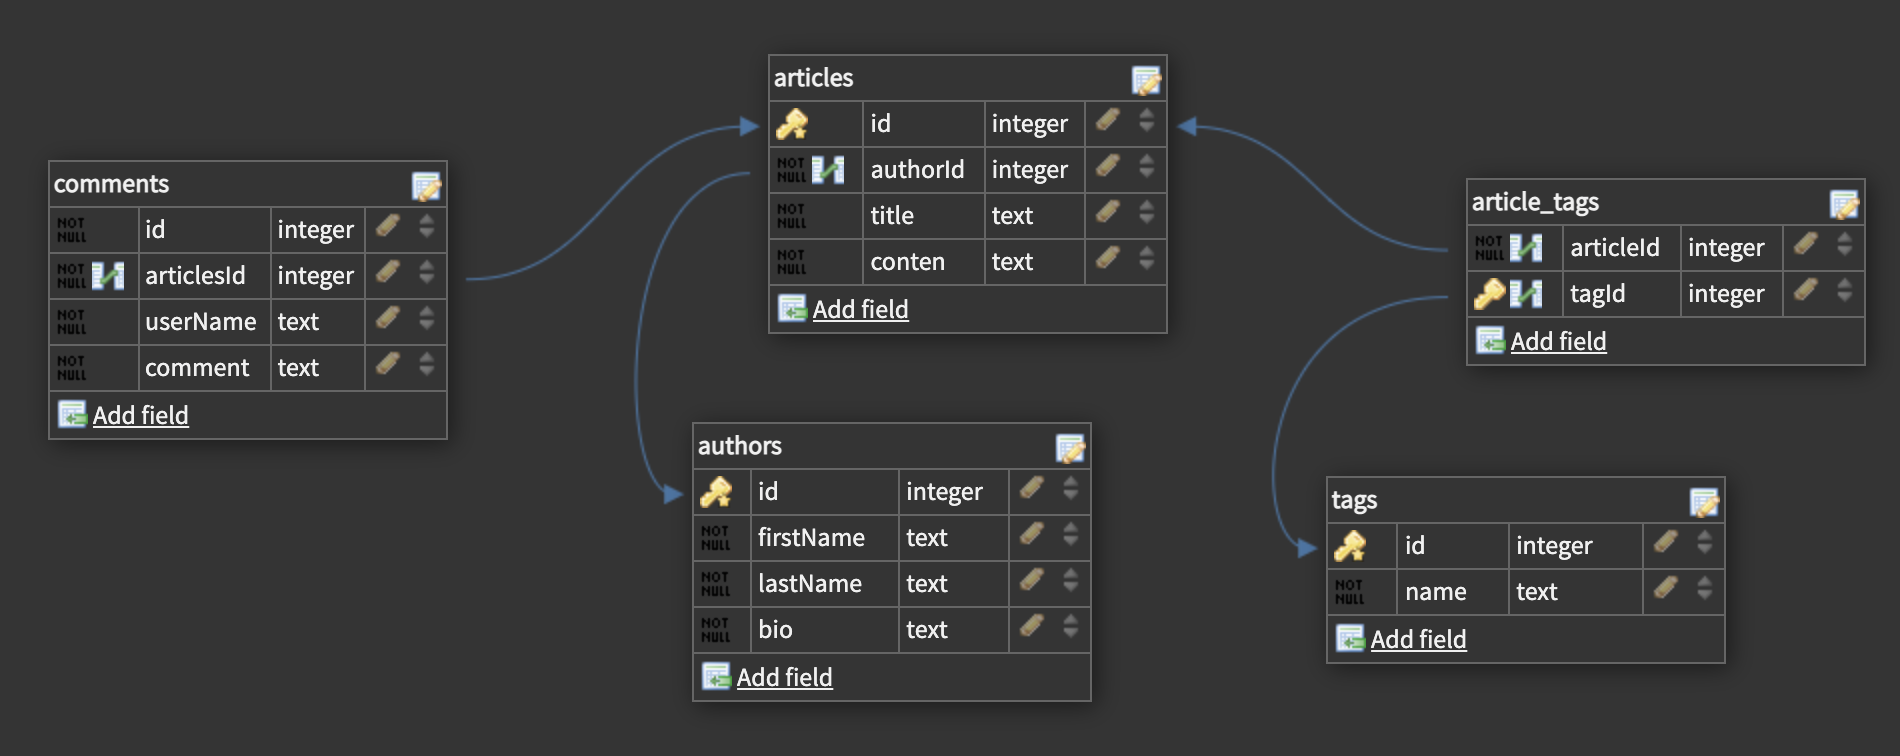 comments
NOT NULL id integer
NOT NULL articlesId integer
NOT NULL userName text
NOT NULL comment text
Add field
articles
id integer
NOT NULL authorId integer
NOT NULL title text
NOT NULL conten text
Add field
authors
id integer
NOT NULL firstName text
NOT NULL lastName text
NOT NULL bio text
Add field
article_tags
NOT NULL articleId integer
tagId integer
Add field
tags
id integer
NOT NULL name text
Add field